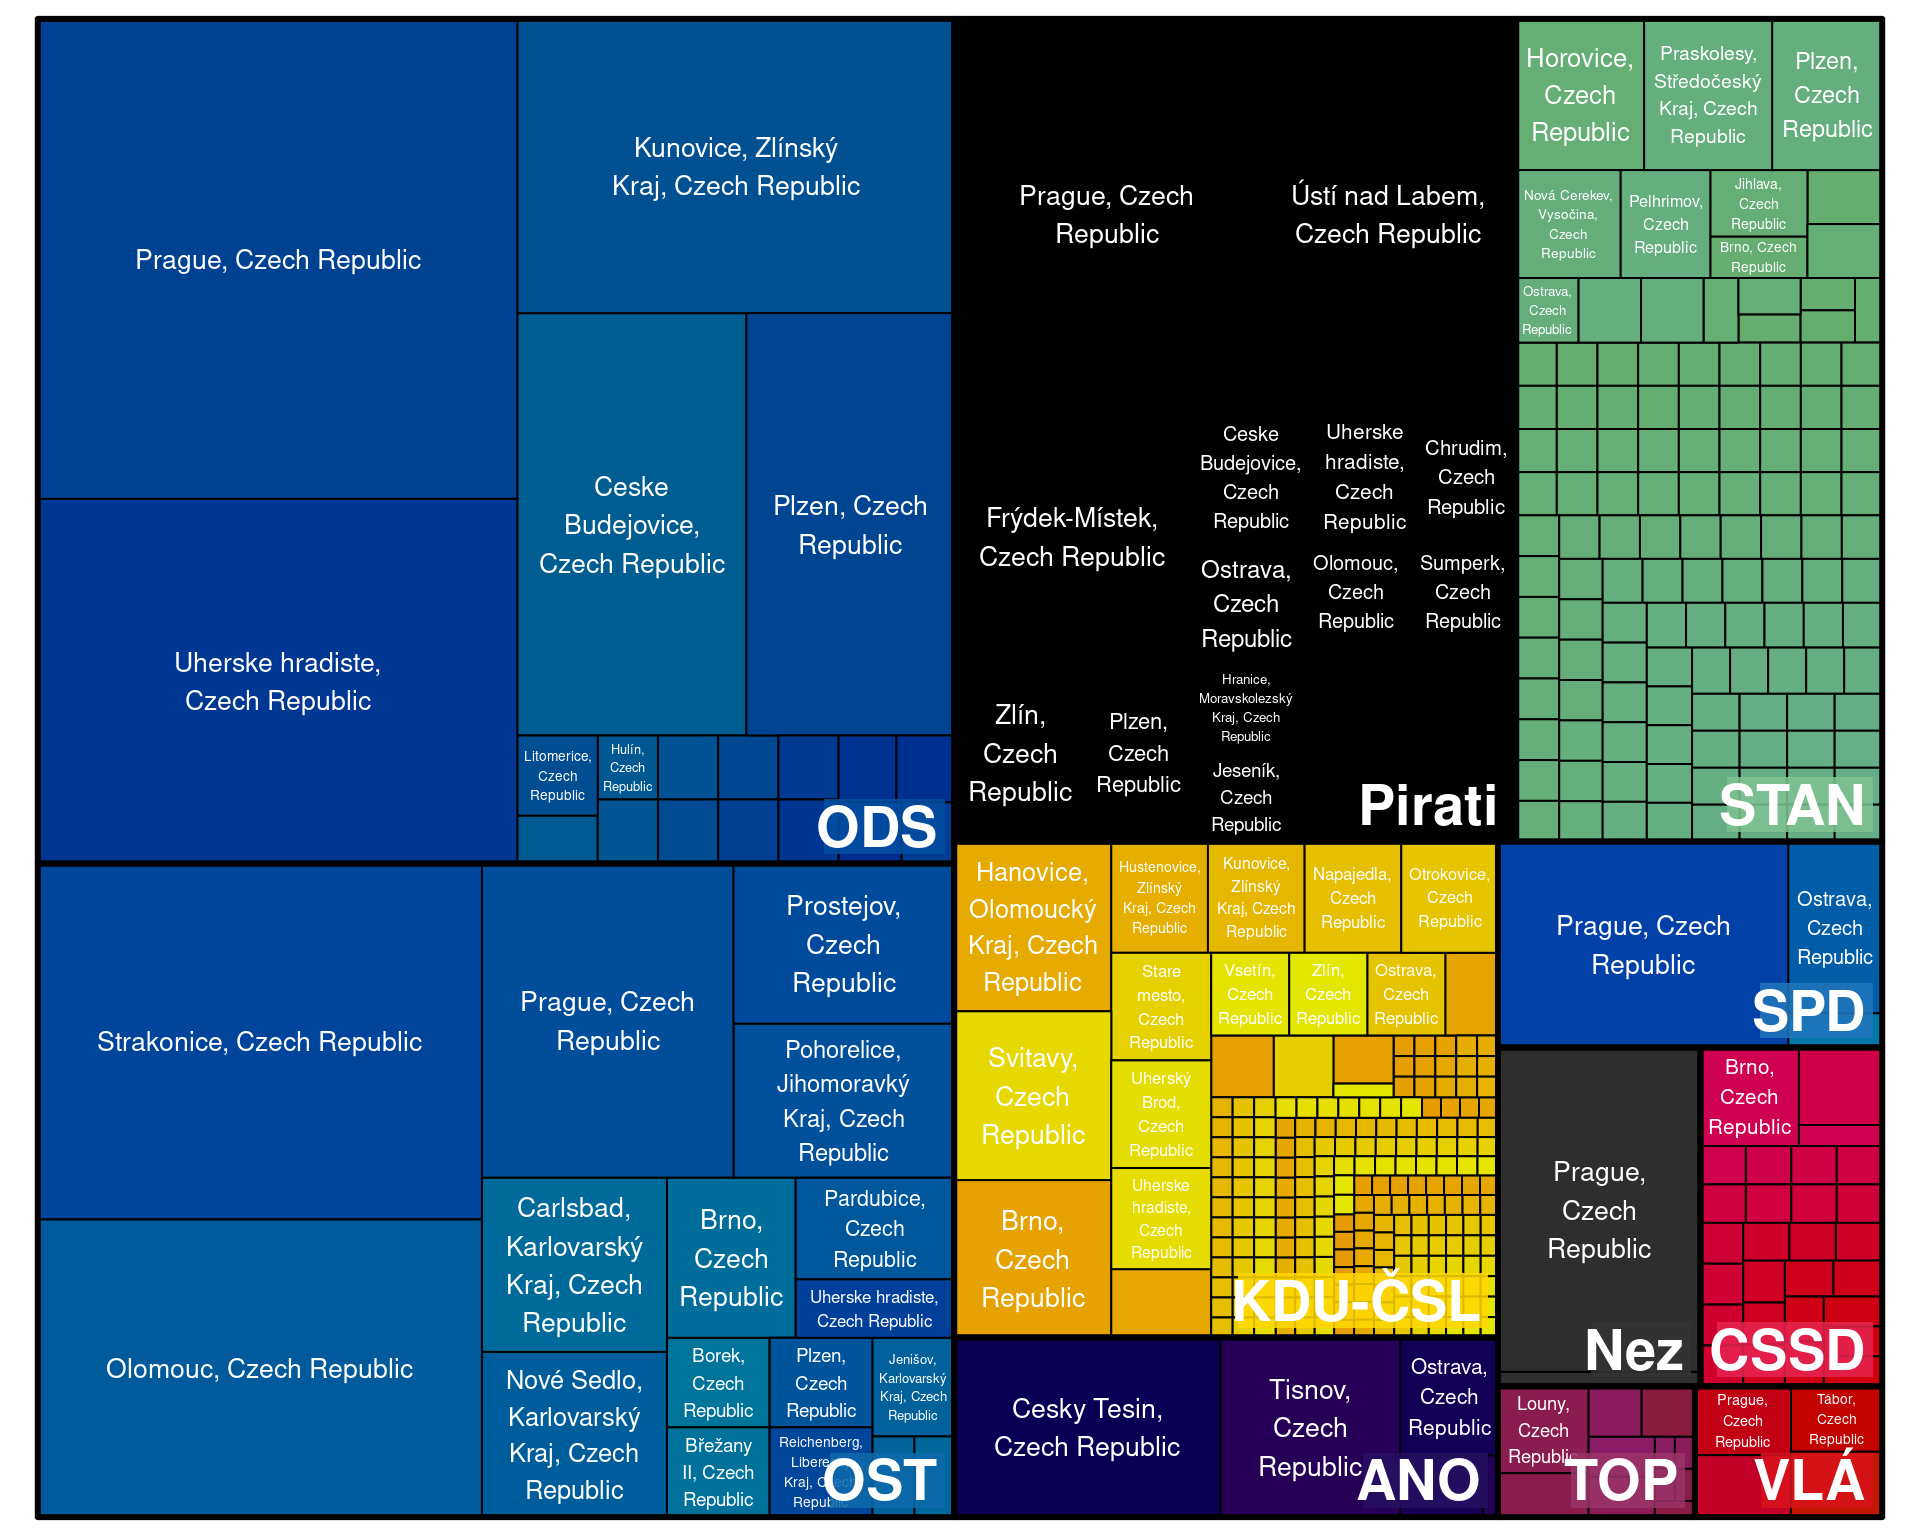 Prague, Czech Republic
Kunovice, Zlínský
Kraj, Czech Republic
Uherske hradiste,
Czech Republic
Ceske
Budejovice,
Czech Republic
Plzen, Czech
Republic
Litomerice,
Czech
Republic
Hulín,
Czech
Republic
ODS
Prague, Czech
Republic
Ústí nad Labem,
Czech Republic
Frýdek-Místek,
Czech Republic
Ceske
Budejovice,
Czech
Republic
Uherske
hradiste,
Czech
Republic
Chrudim,
Czech
Republic
Ostrava,
Czech
Republic
Olomouc,
Czech
Republic
Sumperk,
Czech
Republic
Zlín,
Czech
Republic
Plzen,
Czech
Republic
Hranice,
Moravskolezský
Kraj, Czech
Republic
Jeseník,
Czech
Republic
Pirati
Horovice,
Czech
Republic
Praskolesy,
Středočeský
Kraj, Czech
Republic
Plzen,
Czech
Republic
Nová Cerekev,
Vysočina,
Czech
Republic
Pelhrimov,
Czech
Republic
Jihlava,
Czech
Republic
Brno, Czech
Republic
Ostrava,
Czech
Republic
STAN
Strakonice, Czech Republic
Olomouc, Czech Republic
Prague, Czech
Republic
Prostejov,
Czech
Republic
Pohorelice,
Jihomoravký
Kraj, Czech
Republic
Carlsbad,
Karlovarský
Kraj, Czech
Republic
Brno,
Czech
Republic
Pardubice,
Czech
Republic
Uherske hradiste,
Czech Republic
Nové Sedlo,
Karlovarský
Kraj, Czech
Republic
Borek,
Czech
Republic
Plzen,
Czech
Republic
Jenišov,
Karlovarský
Kraj, Czech
Republic
Břežany
II, Czech
Republic
Reichenberg,
Libere
Kraj, Czech
Republic
OST
Hanovice,
Olomoucký
Kraj, Czech
Republic
Hustenovice,
Zlínský
Kraj, Czech
Republic
Kunovice,
Zlínský
Kraj, Czech
Republic
Napajedla,
Czech
Republic
Otrokovice,
Czech
Republic
Svitavy,
Czech
Republic
Stare
mesto,
Czech
Republic
Vsetín,
Czech
Republic
Zlín,
Czech
Republic
Ostrava,
Czech
Republic
Uherský
Brod,
Czech
Republic
Brno,
Czech
Republic
Uherske
hradiste,
Czech
Republic
KDU-ČSL
Prague, Czech
Republic
Ostrava,
Czech
Republic
SPD
Prague,
Czech
Republic
Nez
Brno,
Czech
Republic
CSSD
Cesky Tesin,
Czech Republic
Tisnov,
Czech
Republic
Ostrava,
Czech
Republic
ANO
Louny,
Czech
Republic
TOP
Prague,
Czech
Republic
Tábor,
Czech
Republic
VLÁ